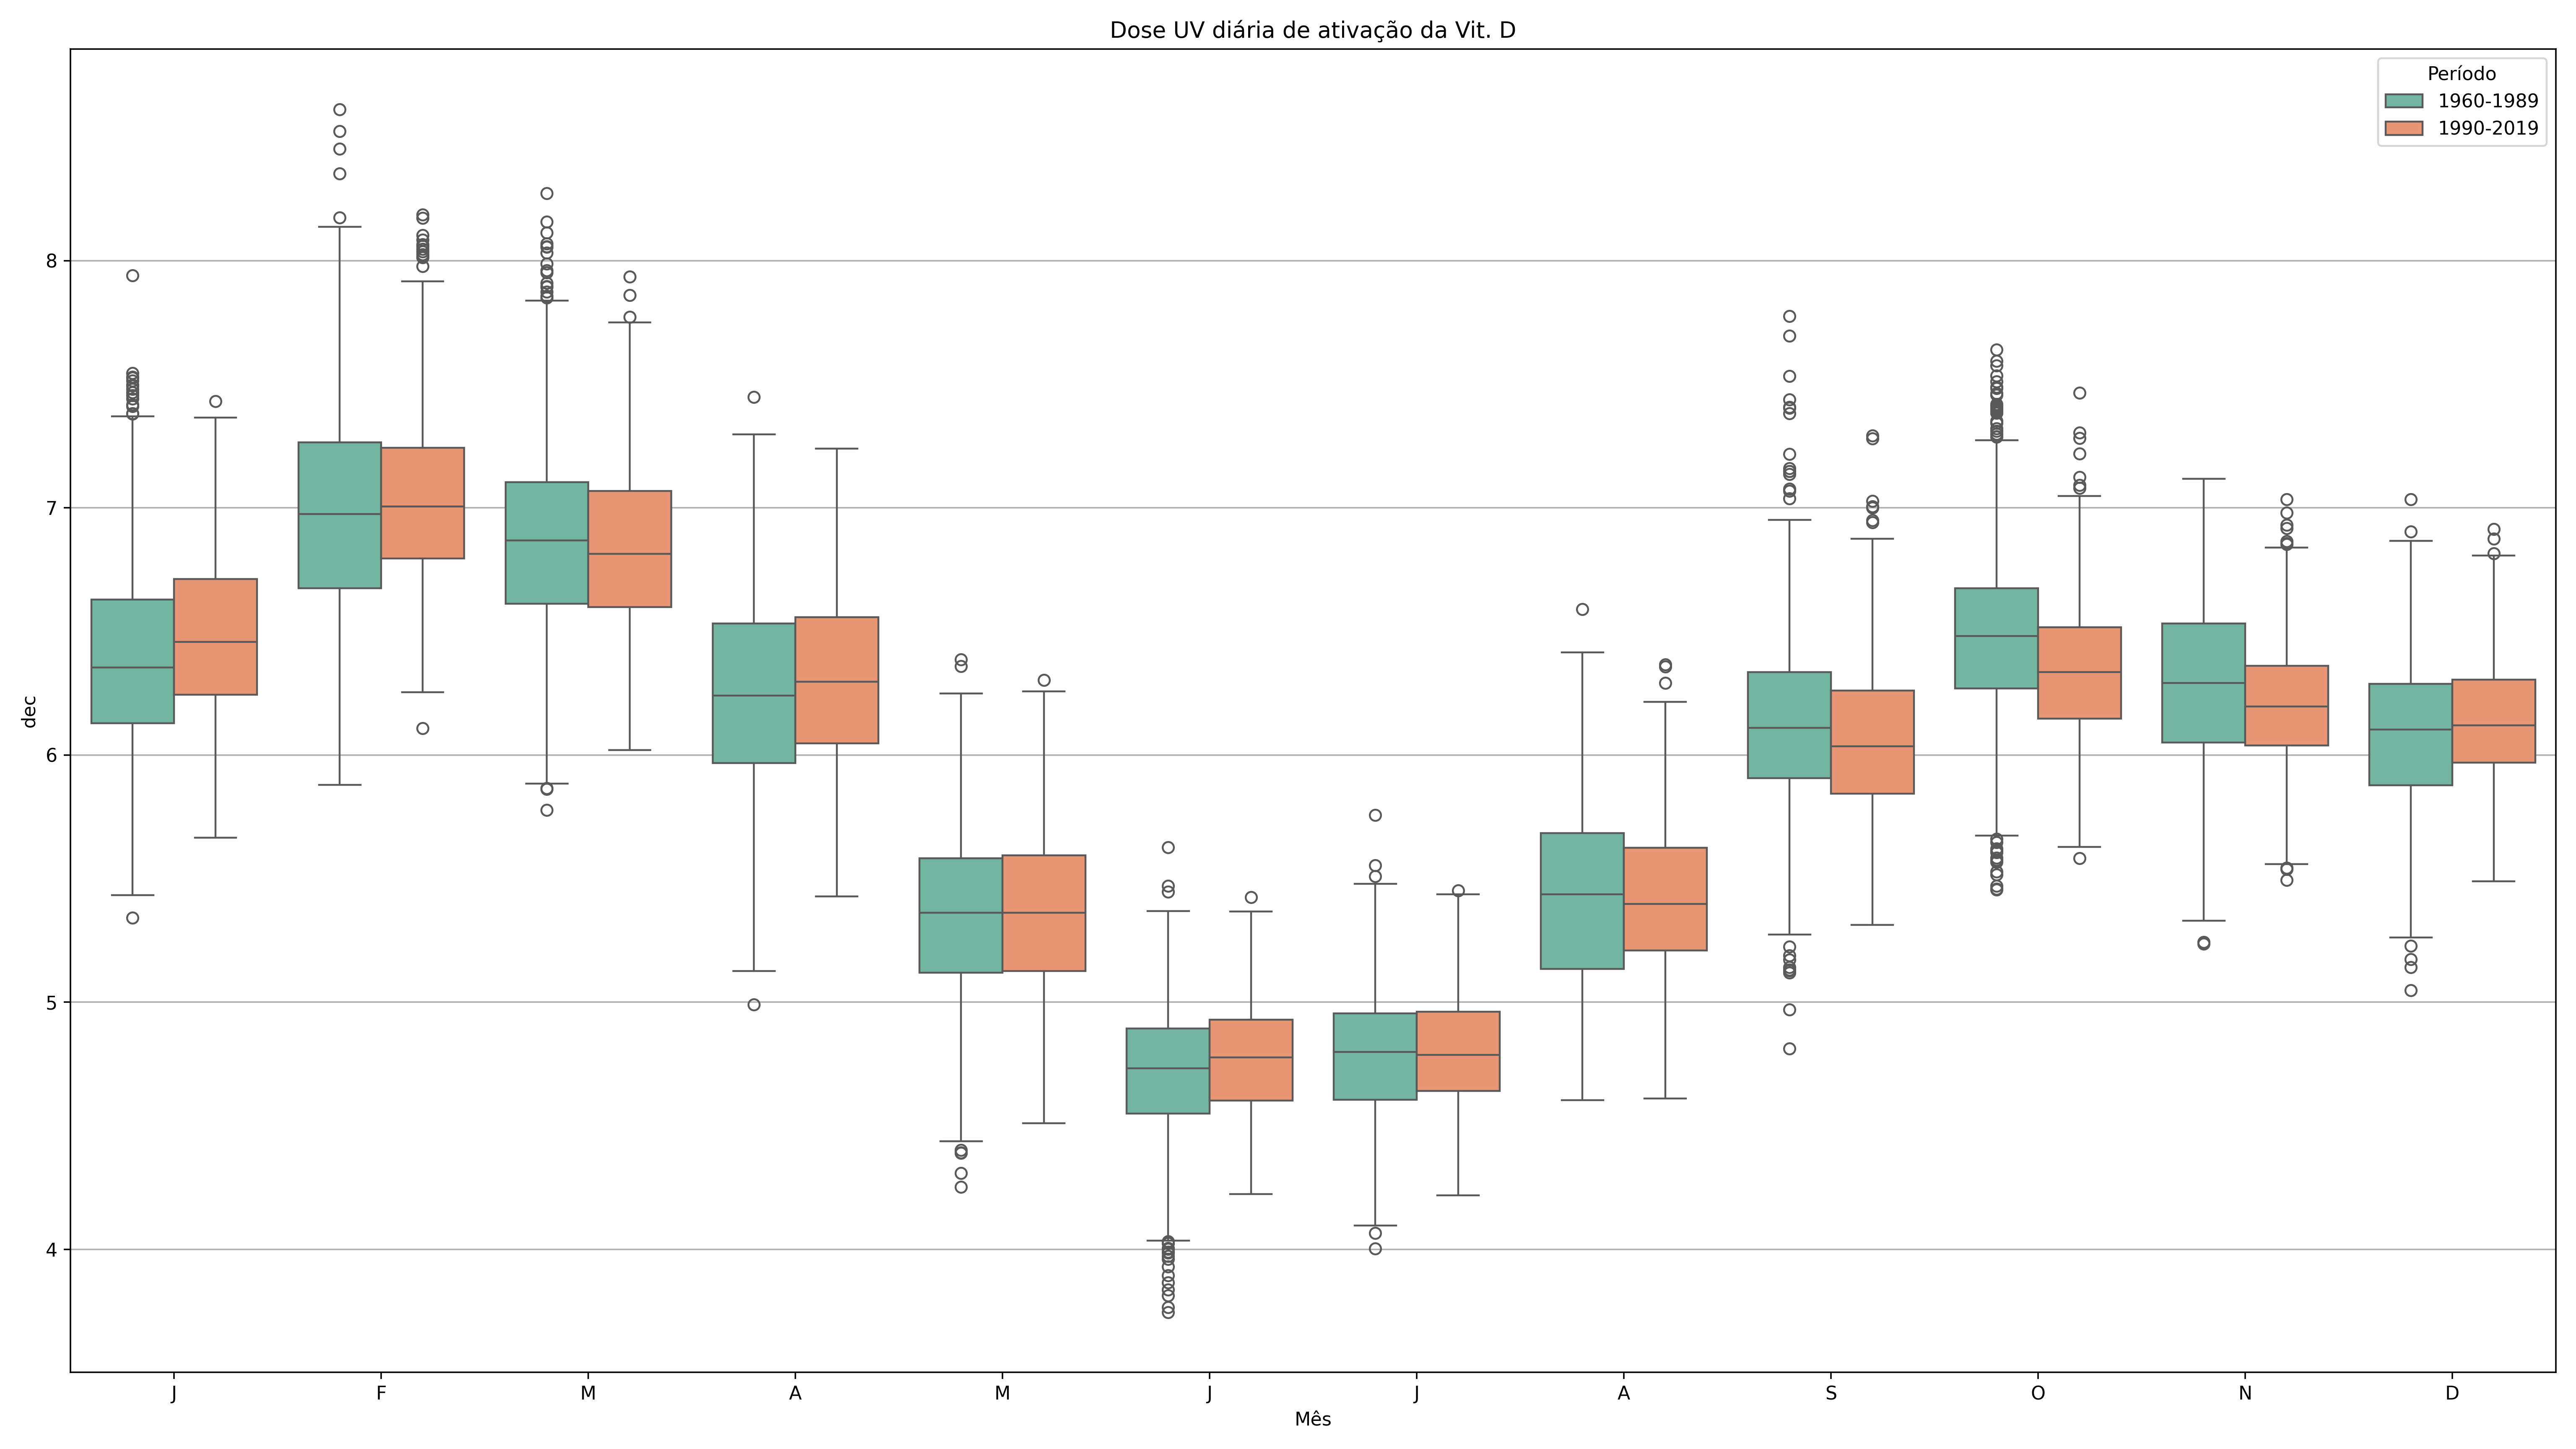 Dose UV diária de ativação da Vit. D
Período
1960-1989
1990-2019
8
7
6
5
4
dec
J F M A M J J A S O N D
Mês